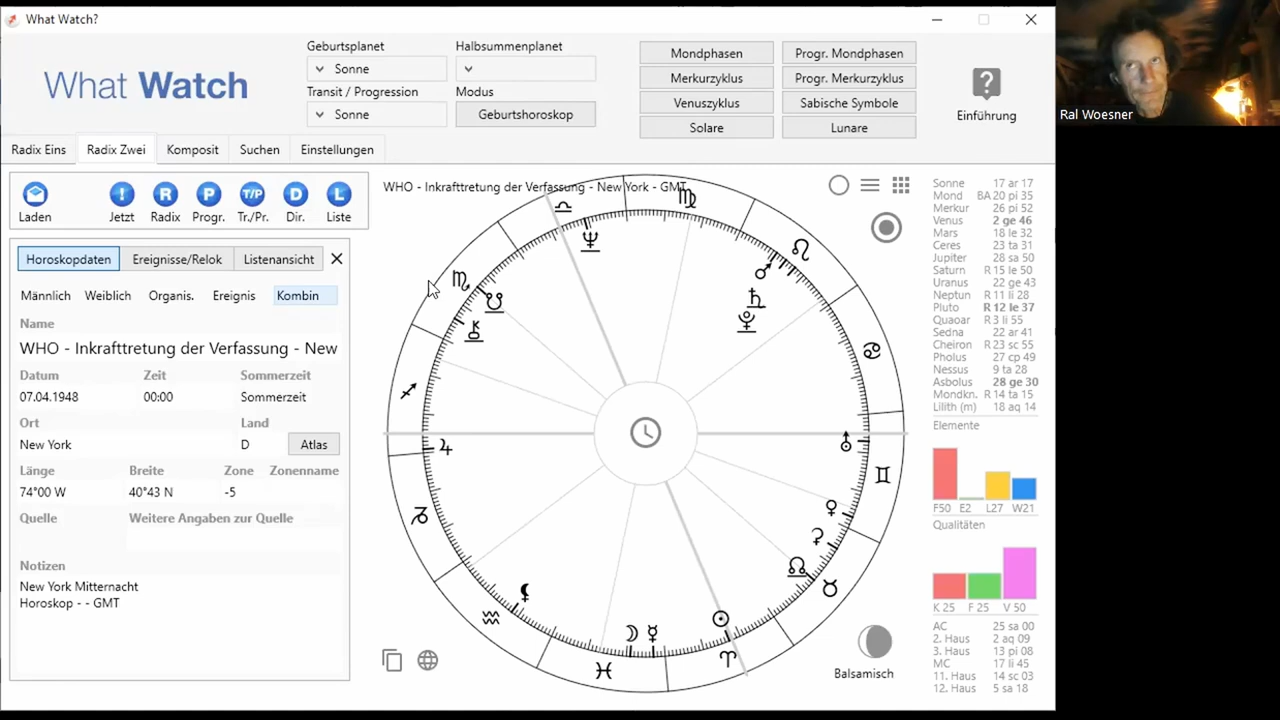 What Watch?
What Watch
Geburtsplanet
Sonne
Transit / Progression
Sonne
Halbsummenplanet
Modus
Geburtshoroskop
Mondphasen
Merkurzyklus
Venuszyklus
Solare
Progr. Mondphasen
Progr. Merkurzyklus
Sabische Symbole
Lunare
?
Einführung
Ral Woesner
Radix Eins
Radix Zwei
Komposit
Suchen
Einstellungen
Laden
! Jetzt
R Radix
P Progr.
T/P Tr./Pr.
D Dir.
L Liste
Horoskopdaten
Ereignisse/Relok
Listenansicht
Männlich
Weiblich
Organis.
Ereignis
Kombin
Name
WHO - Inkrafttretung der Verfassung - New
Datum Zeit Sommerzeit
07.04.1948 00:00 Sommerzeit
Ort Land
New York D Atlas
Länge Breite Zone Zonenname
74°00 W 40°43 N -5
Quelle Weitere Angaben zur Quelle
Notizen
New York Mitternacht
Horoskop - - GMT
WHO - Inkrafttretung der Verfassung - New York - GMT
Balsamisch
Sonne 17 ar 17
Mond BA 20 pi 35
Merkur 26 pi 52
Venus 2 ge 46
Mars 18 le 32
Ceres 23 ta 31
Jupiter 28 sa 50
Saturn R 15 le 50
Uranus 22 ge 43
Neptun R 11 li 28
Pluto R 12 le 37
Quaoar R 3 li 55
Sedna 22 ar 41
Cheiron R 23 sc 55
Pholus 27 cp 49
Nessus 9 ta 28
Asbolus 28 ge 30
Mondkn. R 14 ta 15
Lilith (m) 18 aq 14
Elemente
F50 E2 L27 W21
Qualitäten
K 25 F 25 V 50
AC 25 sa 00
2. Haus 2 aq 09
3. Haus 13 pi 08
MC 17 li 45
11. Haus 14 sc 03
12. Haus 5 sa 18